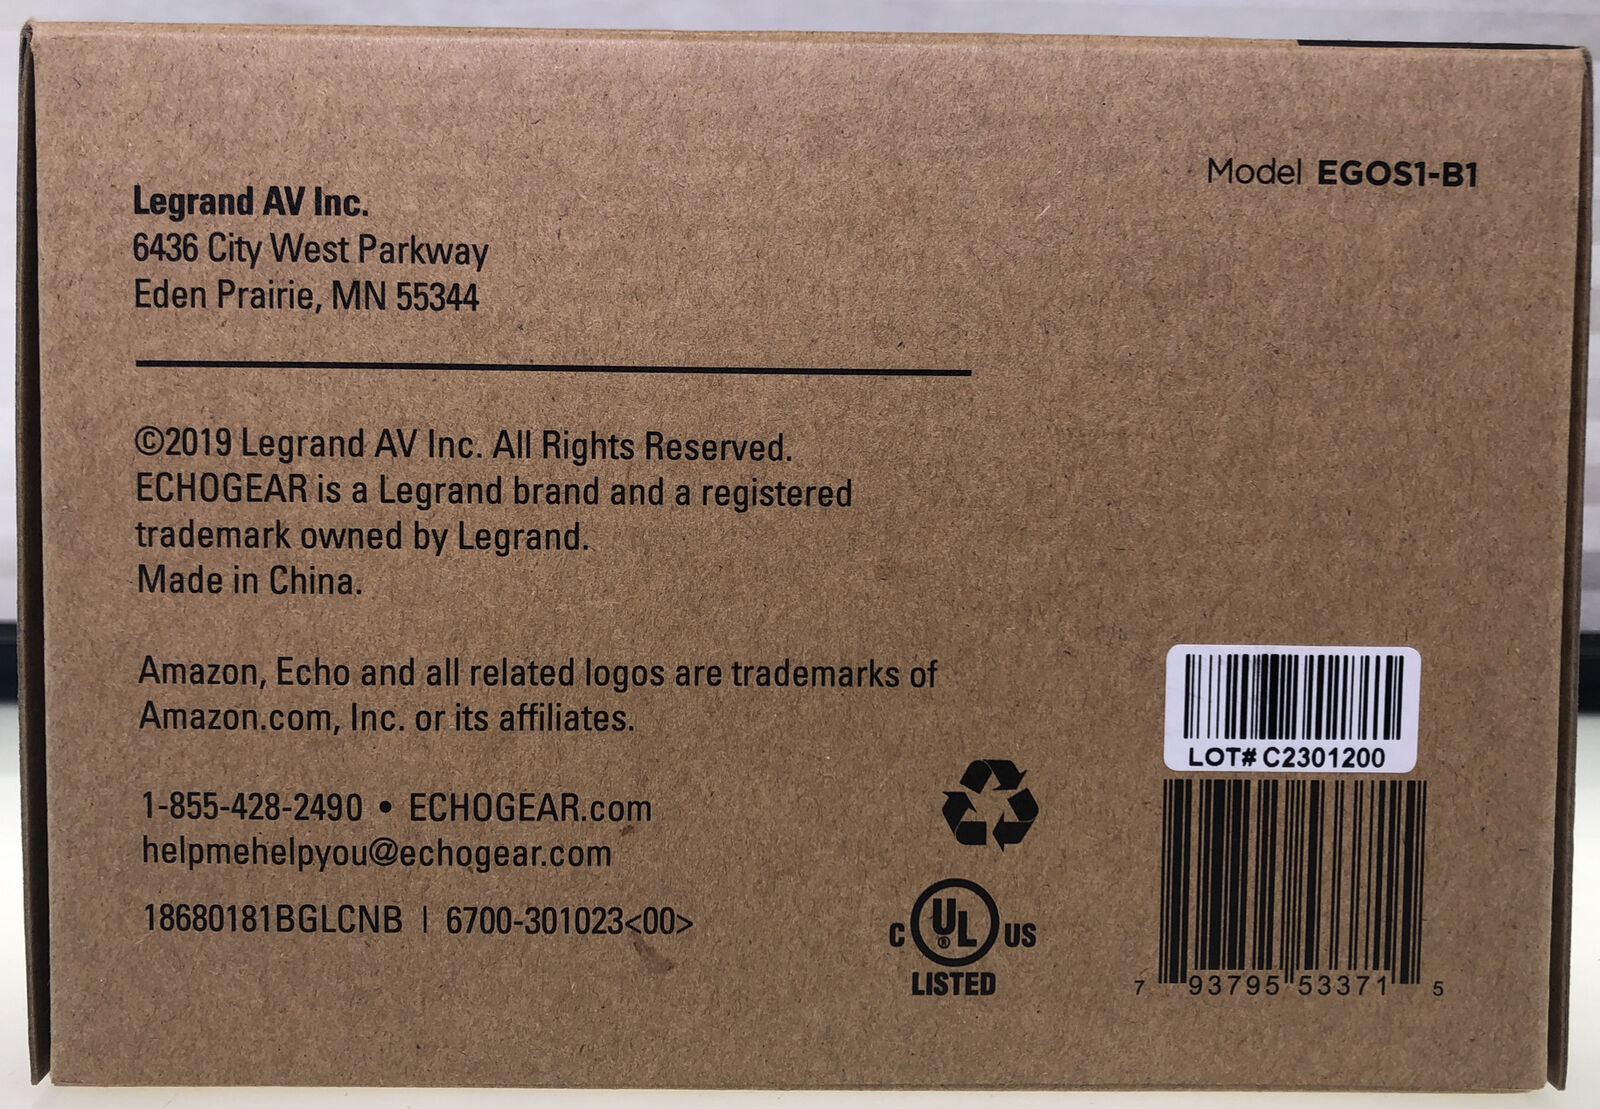 Model EGOS1-B1
Legrand AV Inc.
6436 City West Parkway
Eden Prairie, MN 55344
©2019 Legrand AV Inc. All Rights Reserved.
ECHOGEAR is a Legrand brand and a registered
trademark owned by Legrand.
Made in China.
Amazon, Echo and all related logos are trademarks of
Amazon.com, Inc. or its affiliates.
1-855-428-2490 • ECHOGEAR.com
helpmehelpyou@echogear.com
18680181BGLCNB | 6700-301023<00>
C UL® US
LISTED
LOT# C2301200
7 93795 53371 5